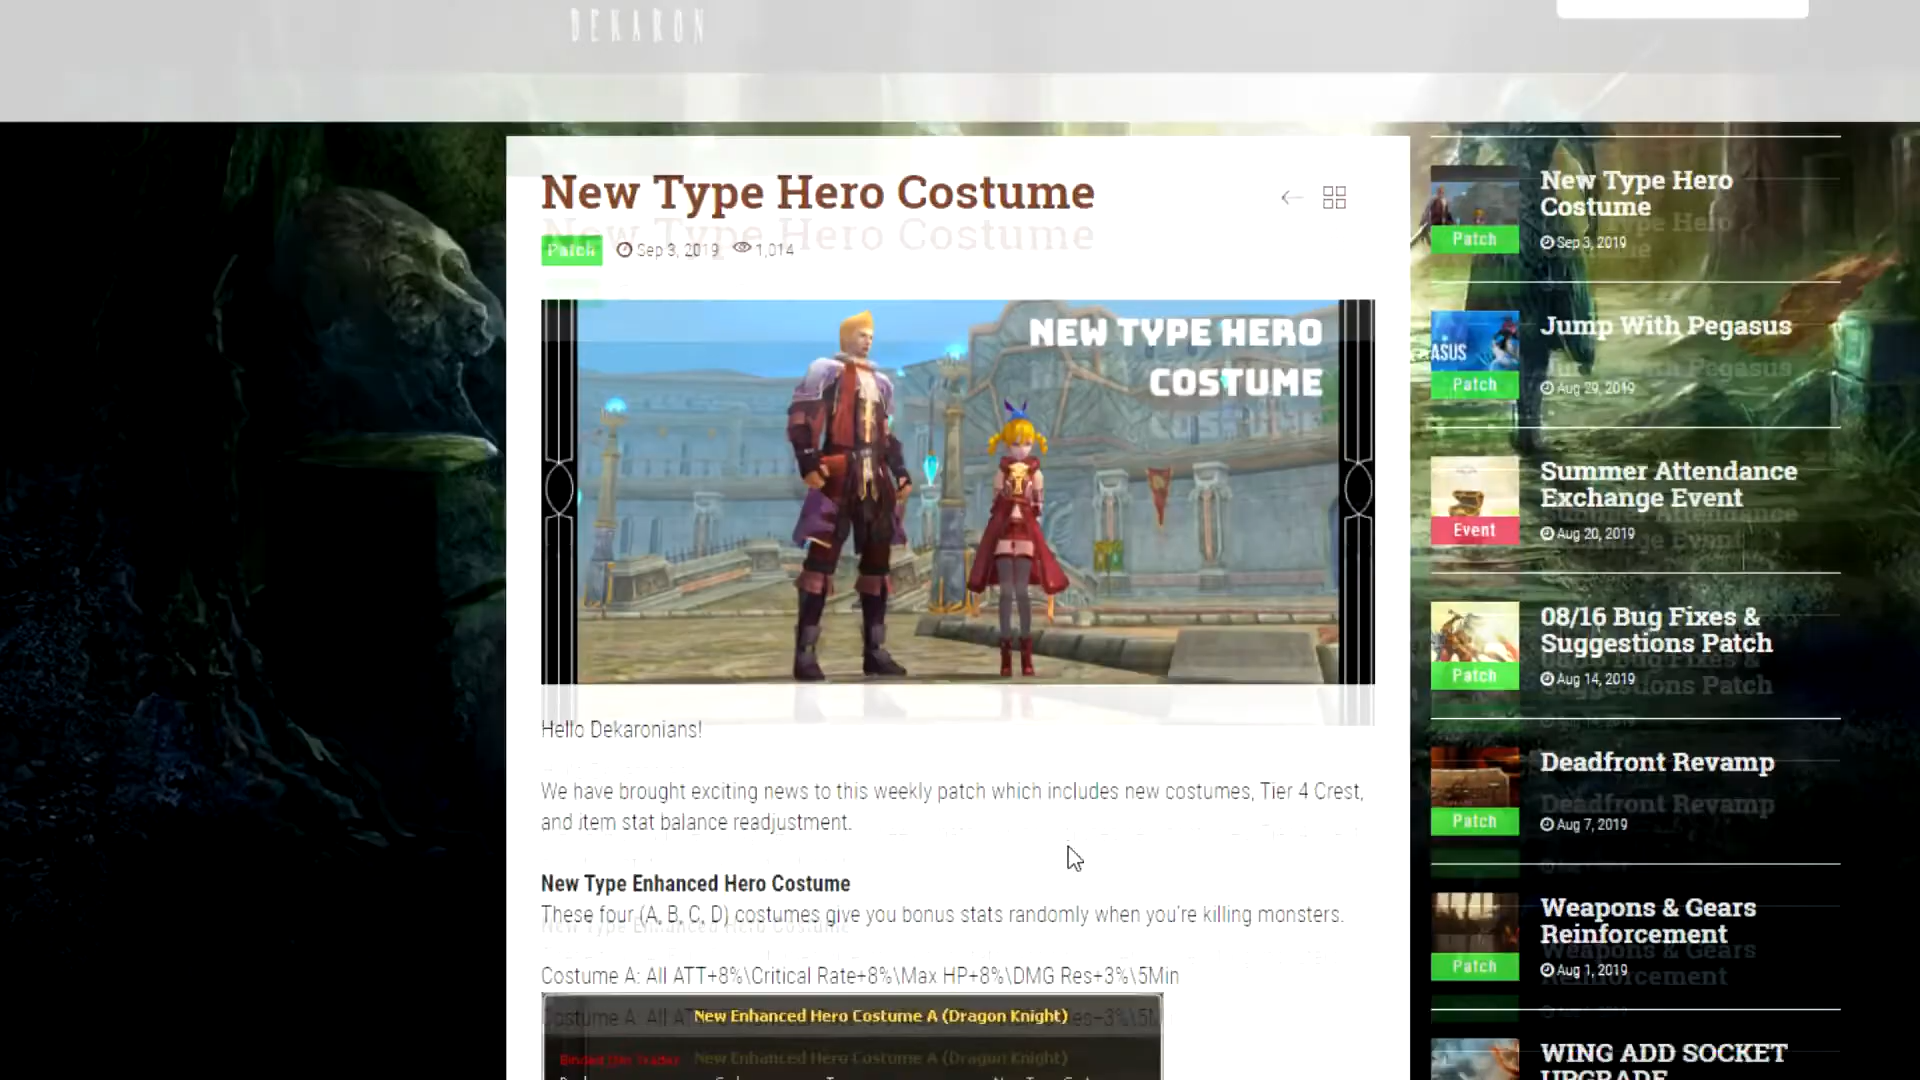 DEKARON
New Type Hero Costume
Patch Sep 3, 2019 1,014
NEW TYPE HERO
COSTUME
Hello Dekaronians!
We have brought exciting news to this weekly patch which includes new costumes, Tier 4 Crest,
and item stat balance readjustment.
New Type Enhanced Hero Costume
These four (A, B, C, D) costumes give you bonus stats randomly when you're killing monsters.
Costume A: All ATT+8%\Critical Rate+8%\Max HP+8%\DMG Res+3%\5Min
New Enhanced Hero Costume A (Dragon Knight)
New Type Hero
Costume
Patch
Sep 3, 2019
Jump With Pegasus
ASUS
Patch
Aug 29, 2019
Summer Attendance
Exchange Event
Event
Aug 20, 2019
08/16 Bug Fixes &
Suggestions Patch
Patch
Aug 14, 2019
Deadfront Revamp
Patch
Aug 7, 2019
Weapons & Gears
Reinforcement
Patch
Aug 1, 2019
WING ADD SOCKET
UPGRADE